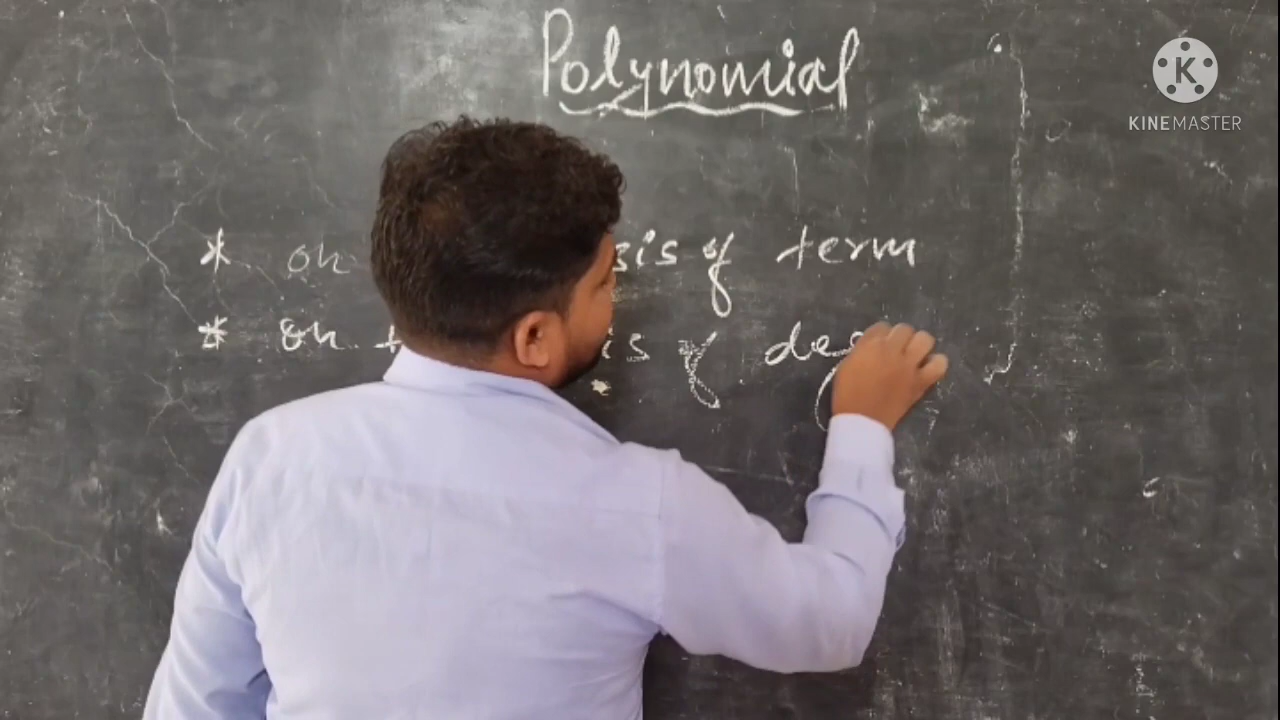 Polynomial
* on sis of term
* on t is of deg
K
KINEMASTER